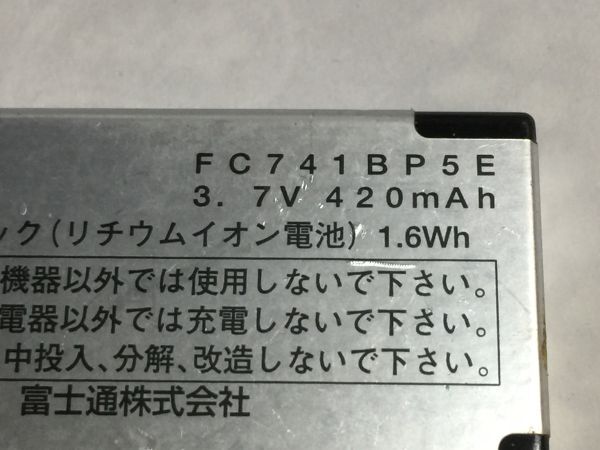 FC741BP5E
3.7V 420mAh
ック(リチウムイオン電池) 1.6Wh
機器以外では使用しないで下さい。
電器以外では充電しないで下さい。
中投入、分解、改造しないで下さい。
富士通株式会社